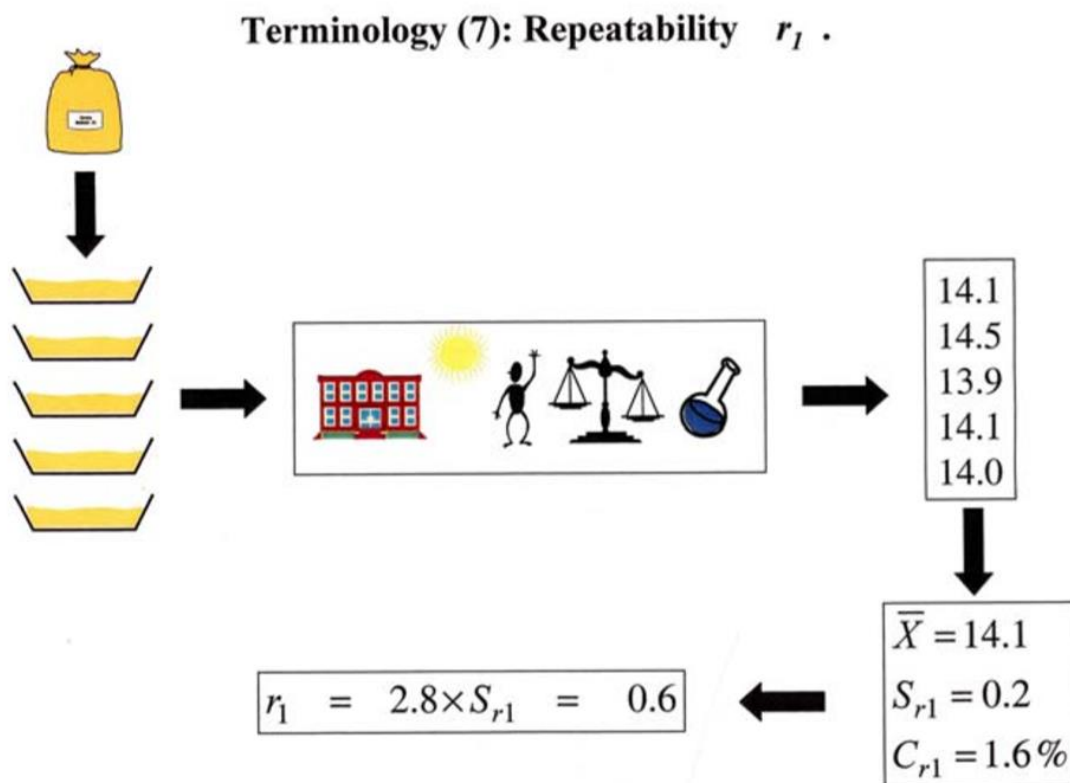 Terminology (7): Repeatability r₁ .
14.1
14.5
13.9
14.1
14.0
X̅ = 14.1
Sᵣ₁ = 0.2
Cᵣ₁ = 1.6%
r₁ = 2.8×Sᵣ₁ = 0.6